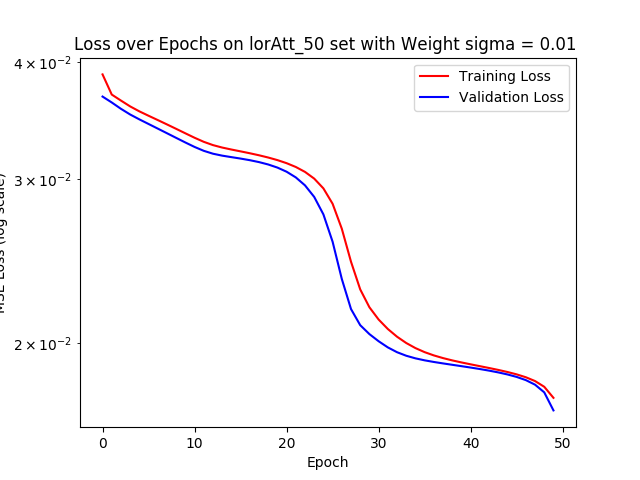 Loss over Epochs on lorAtt_50 set with Weight sigma = 0.01
Training Loss
Validation Loss
4 × 10⁻²
3 × 10⁻²
2 × 10⁻²
MSE Loss (log scale)
0 10 20 30 40 50
Epoch